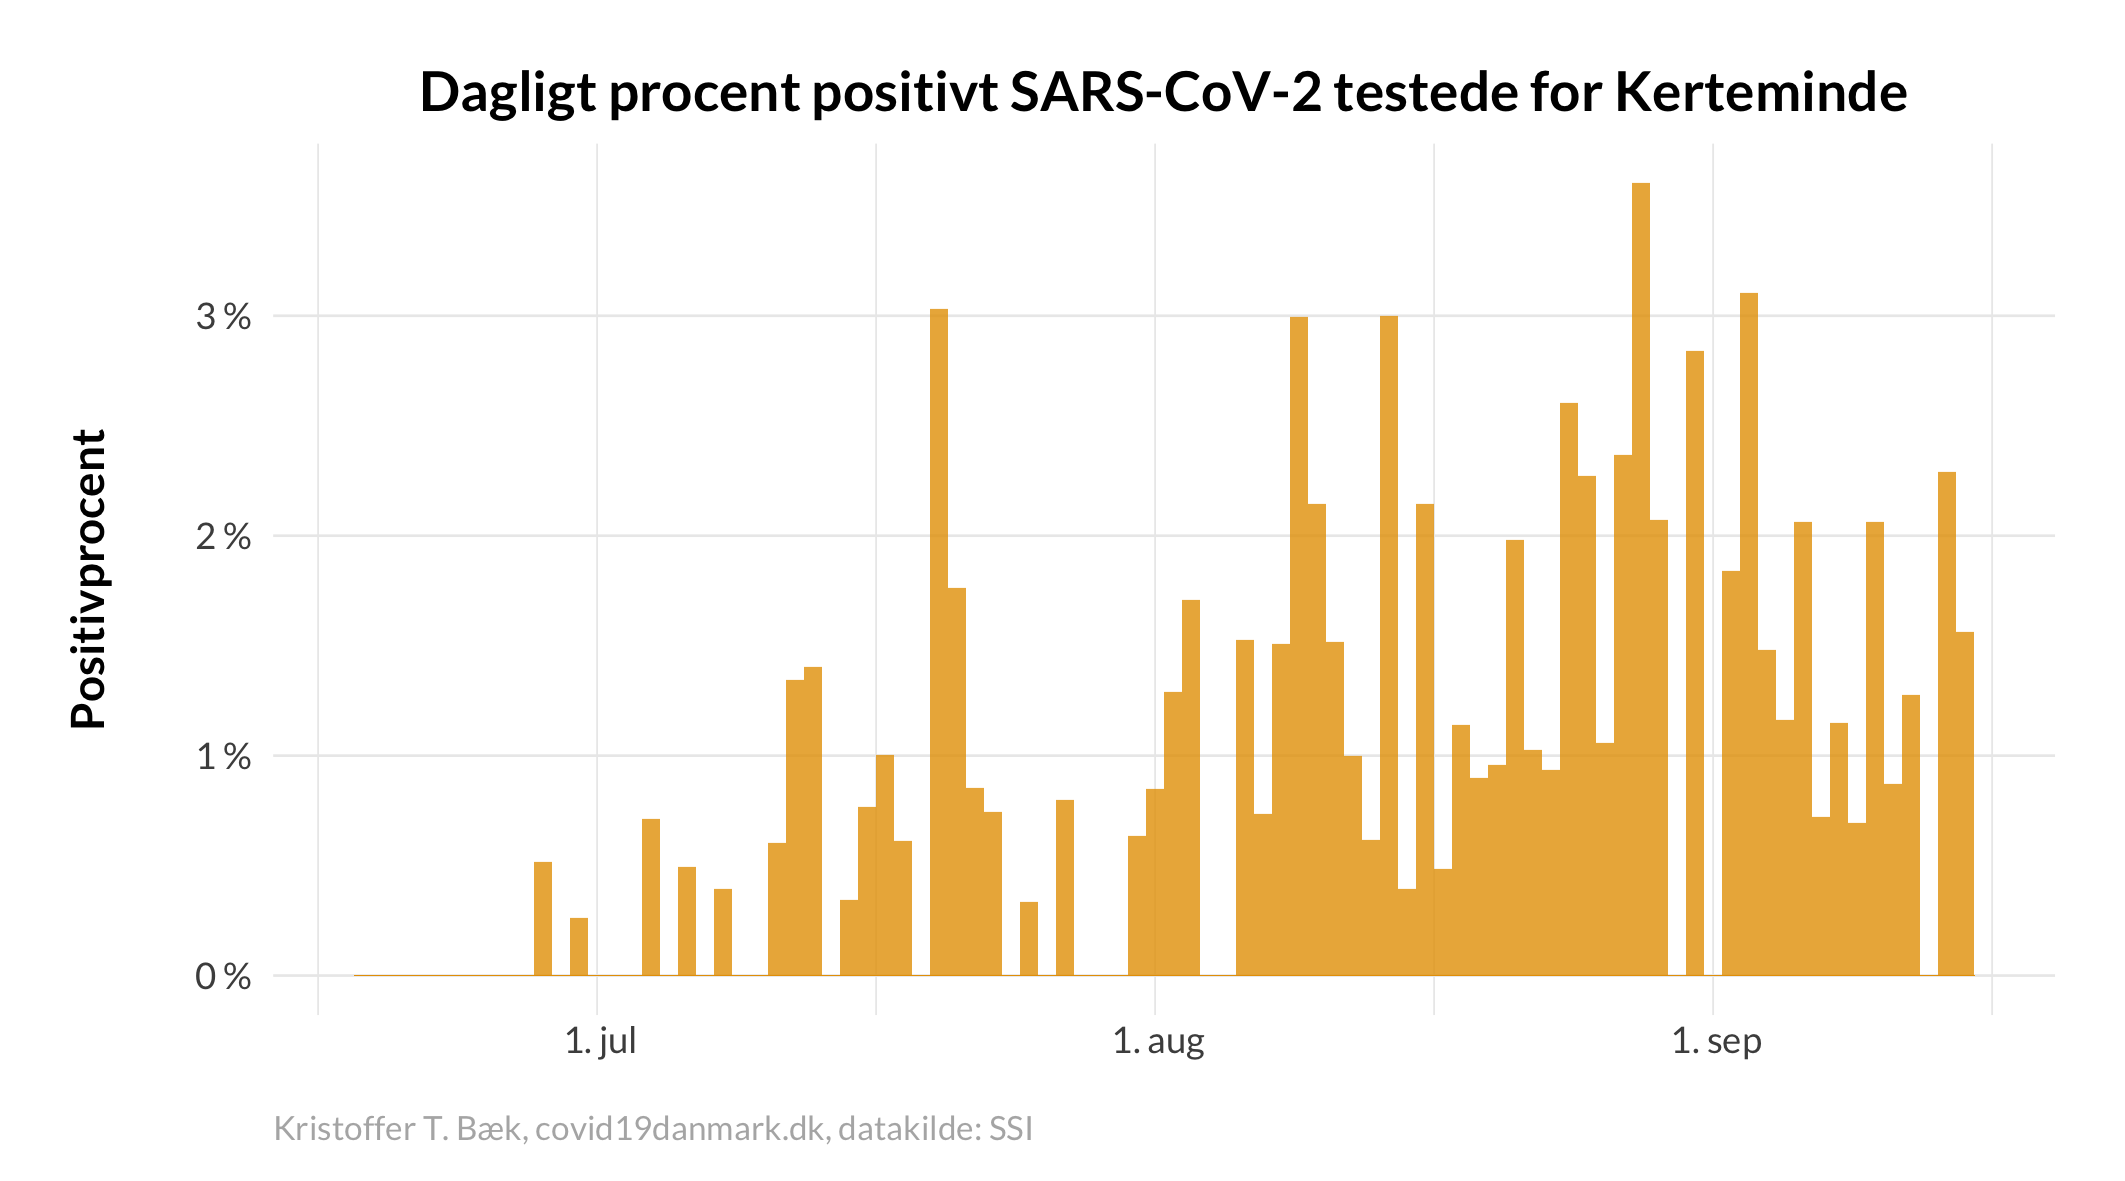 Dagligt procent positivt SARS-CoV-2 testede for Kerteminde
Positivprocent
3 %
2 %
1 %
0 %
1. jul
1. aug
1. sep
Kristoffer T. Bæk, covid19danmark.dk, datakilde: SSI